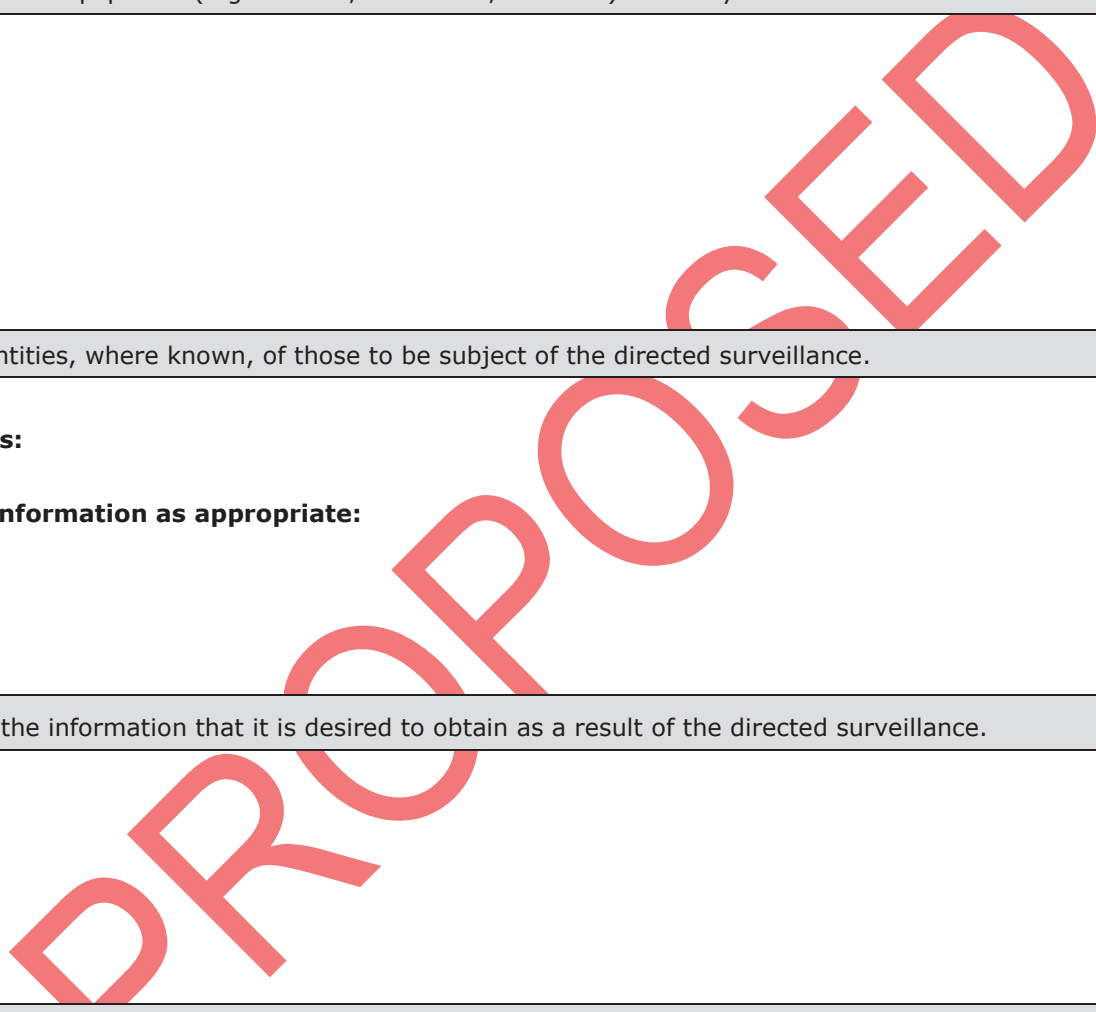 ntities, where known, of those to be subject of the directed surveillance.
s:
nformation as appropriate:
the information that it is desired to obtain as a result of the directed surveillance.
PROPOSED